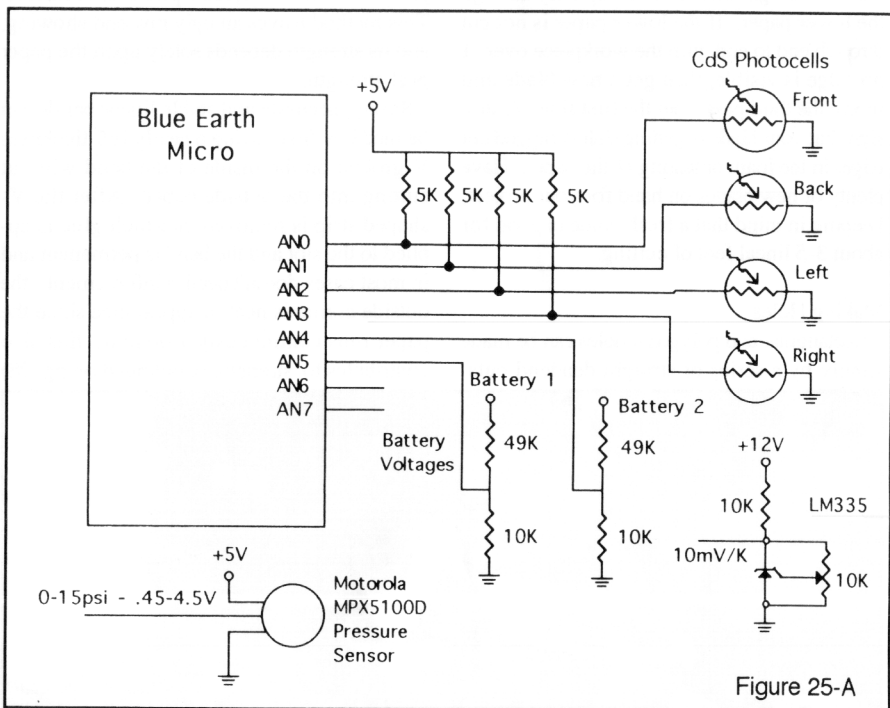 CdS Photocells
+5V
Front
Blue Earth
Micro
5K
5K
5K
5K
Back
AN0
AN1
AN2
Left
AN3
AN4
AN5
Right
AN6
AN7
Battery 1
Battery 2
Battery
Voltages
49K
49K
+12V
10K
LM335
10K
10K
10mV/K
10K
+5V
0-15psi - .45-4.5V
Motorola
MPX5100D
Pressure
Sensor
Figure 25-A